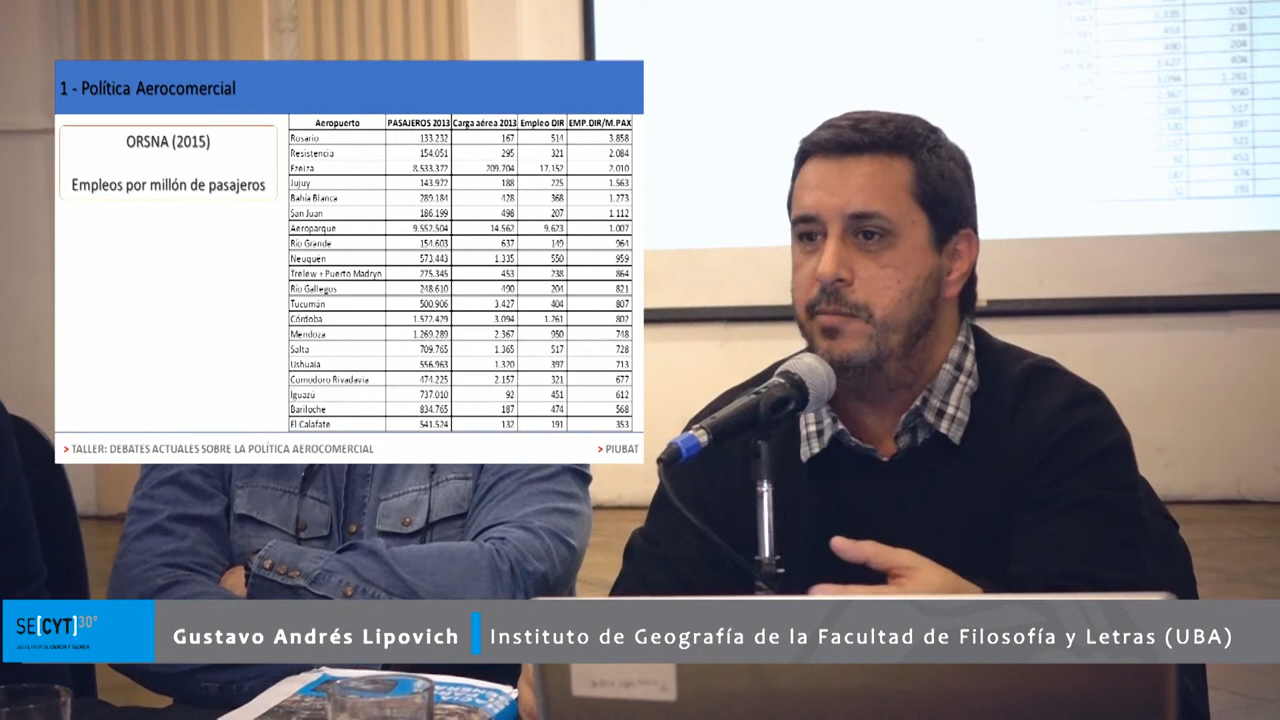 1 - Política Aerocomercial
ORSNA (2015)
Empleos por millón de pasajeros
Aeropuerto PASAJEROS 2013 Carga aérea 2013 Empleo DIR EMP.DIR/M.PAX
Rosario 133.232 167 514 3.858
Resistencia 154.051 295 321 2.084
Ezeiza 8.533.372 209.704 17.152 2.010
Jujuy 143.972 188 225 1.563
Bahía Blanca 289.184 428 368 1.273
San Juan 186.199 498 207 1.112
Aeroparque 9.552.504 14.562 9.623 1.007
Río Grande 154.603 637 149 964
Neuquén 573.443 1.335 550 959
Trelew + Puerto Madryn 275.345 453 238 864
Río Gallegos 248.610 490 204 821
Tucumán 500.906 3.427 404 807
Córdoba 1.572.429 3.094 1.261 802
Mendoza 1.269.289 2.367 950 748
Salta 709.765 1.365 517 728
Ushuaia 556.963 1.320 397 713
Comodoro Rivadavia 474.225 2.157 321 677
Iguazú 737.010 92 451 612
Bariloche 834.765 187 474 568
El Calafate 541.524 132 191 353
> TALLER: DEBATES ACTUALES SOBRE LA POLÍTICA AEROCOMERCIAL > PIUBAT
SE[CYT]30°
SECRETARÍA DE CIENCIA Y TÉCNICA
Gustavo Andrés Lipovich Instituto de Geografía de la Facultad de Filosofía y Letras (UBA)